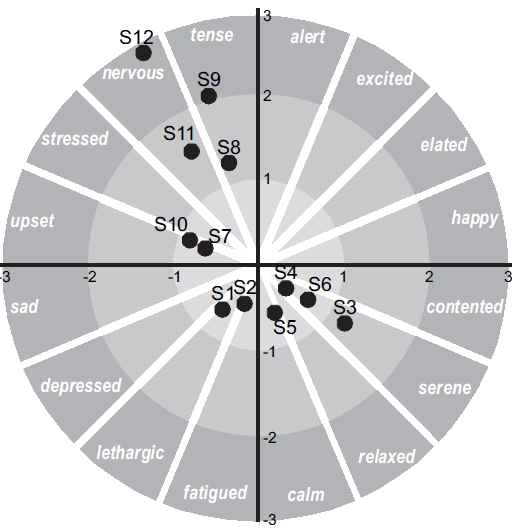 3
S12
tense
alert
nervous
excited
S9
2
S11
stressed
S8
elated
1
upset
happy
S10
S7
-3
-2
-1
1
2
3
S4
S6
S1
S2
S3
sad
contented
S5
-1
depressed
serene
-2
lethargic
relaxed
fatigued
calm
-3